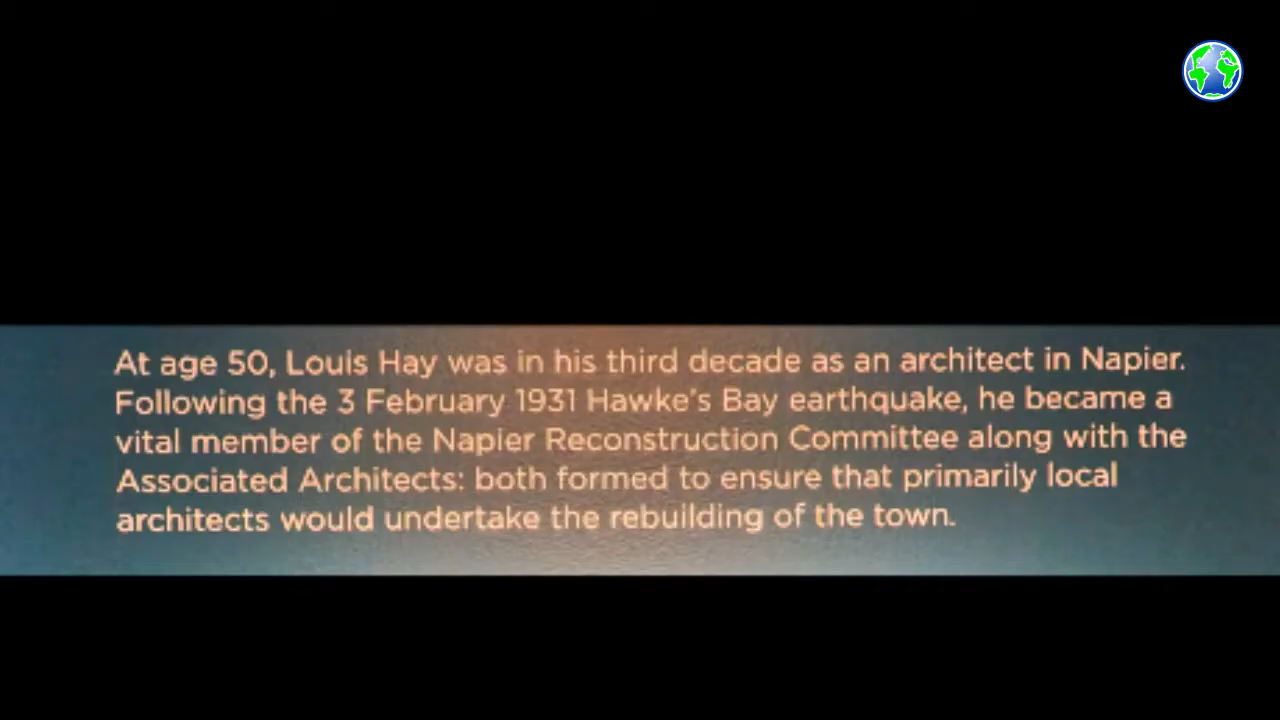 At age 50, Louis Hay was in his third decade as an architect in Napier.
Following the 3 February 1931 Hawke's Bay earthquake, he became a
vital member of the Napier Reconstruction Committee along with the
Associated Architects: both formed to ensure that primarily local
architects would undertake the rebuilding of the town.